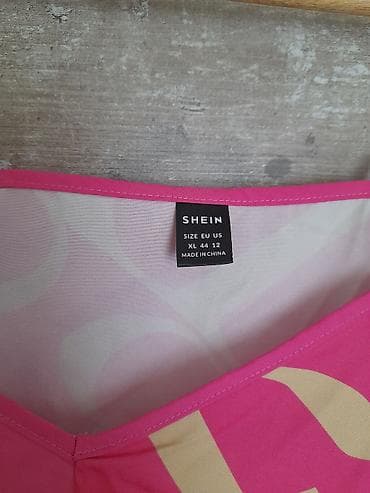 SHEIN
SIZE EU US
XL 44 12
MADE IN CHINA